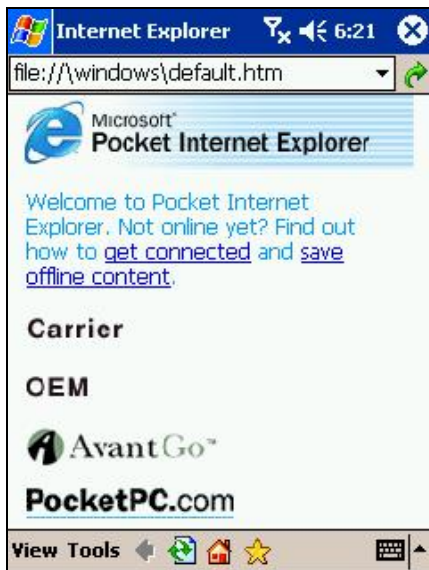 Internet Explorer 6:21
file://\windows\default.htm
Microsoft®
Pocket Internet Explorer
Welcome to Pocket Internet
Explorer. Not online yet? Find out
how to get connected and save
offline content.
Carrier
OEM
AvantGo™
PocketPC.com
View Tools